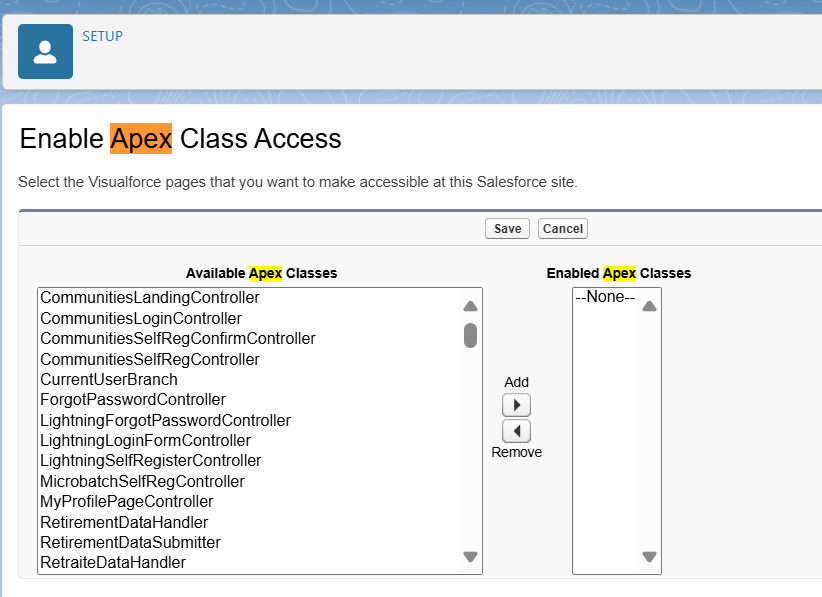 SETUP
Enable Apex Class Access
Select the Visualforce pages that you want to make accessible at this Salesforce site.
Save Cancel
Available Apex Classes Enabled Apex Classes
CommunitiesLandingController --None--
CommunitiesLoginController
CommunitiesSelfRegConfirmController
CommunitiesSelfRegController
CurrentUserBranch
Add
ForgotPasswordController
LightningForgotPasswordController
LightningLoginFormController
Remove
LightningSelfRegisterController
MicrobatchSelfRegController
MyProfilePageController
RetirementDataHandler
RetirementDataSubmitter
RetraiteDataHandler